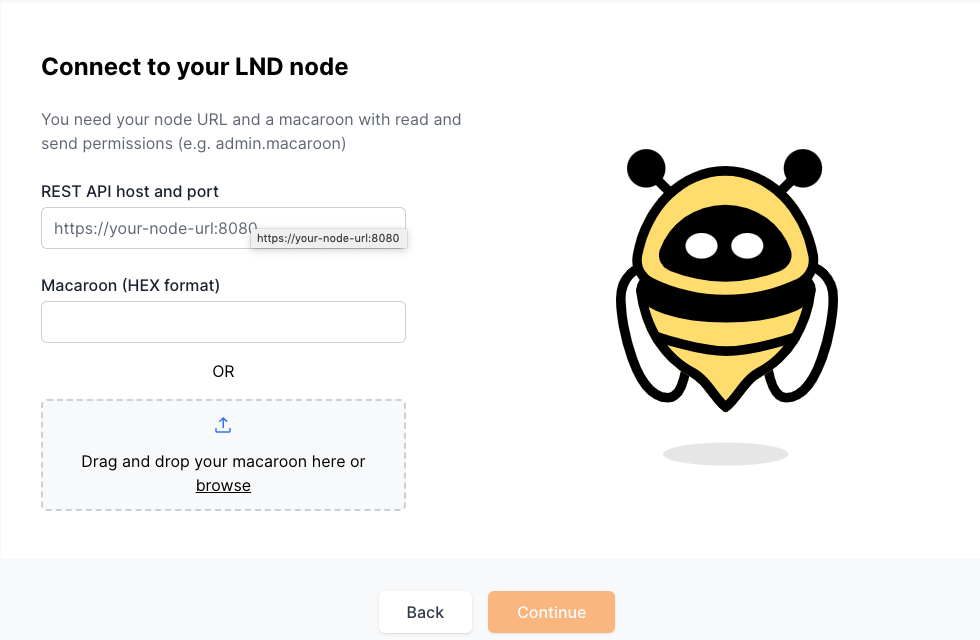 Connect to your LND node
You need your node URL and a macaroon with read and
send permissions (e.g. admin.macaroon)
REST API host and port
https://your-node-url:8080
https://your-node-url:8080
Macaroon (HEX format)
OR
Drag and drop your macaroon here or
browse
Back
Continue